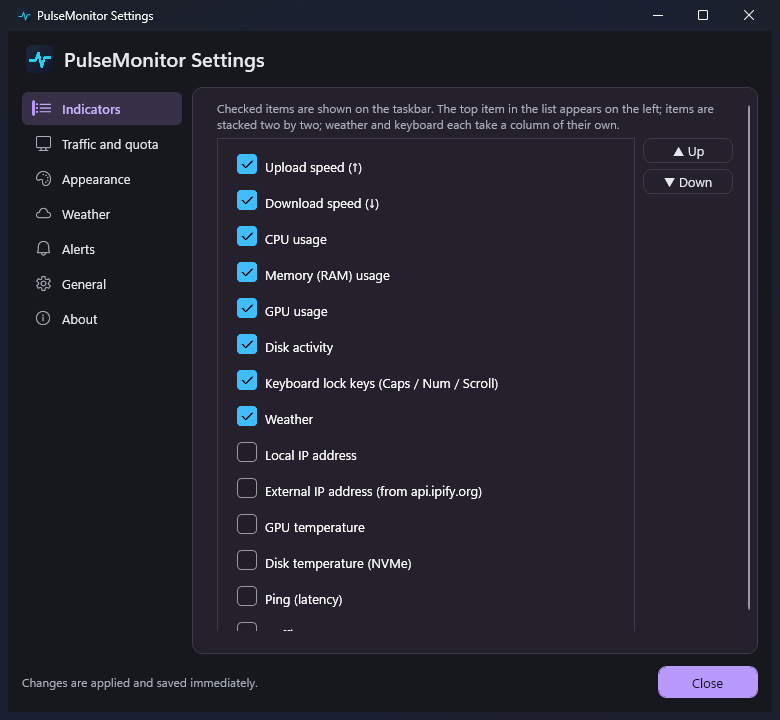 PulseMonitor Settings
PulseMonitor Settings
Indicators
Traffic and quota
Appearance
Weather
Alerts
General
About
Checked items are shown on the taskbar. The top item in the list appears on the left; items are
stacked two by two; weather and keyboard each take a column of their own.
Upload speed (↑)
Download speed (↓)
CPU usage
Memory (RAM) usage
GPU usage
Disk activity
Keyboard lock keys (Caps / Num / Scroll)
Weather
Local IP address
External IP address (from api.ipify.org)
GPU temperature
Disk temperature (NVMe)
Ping (latency)
▲ Up
▼ Down
Changes are applied and saved immediately.
Close